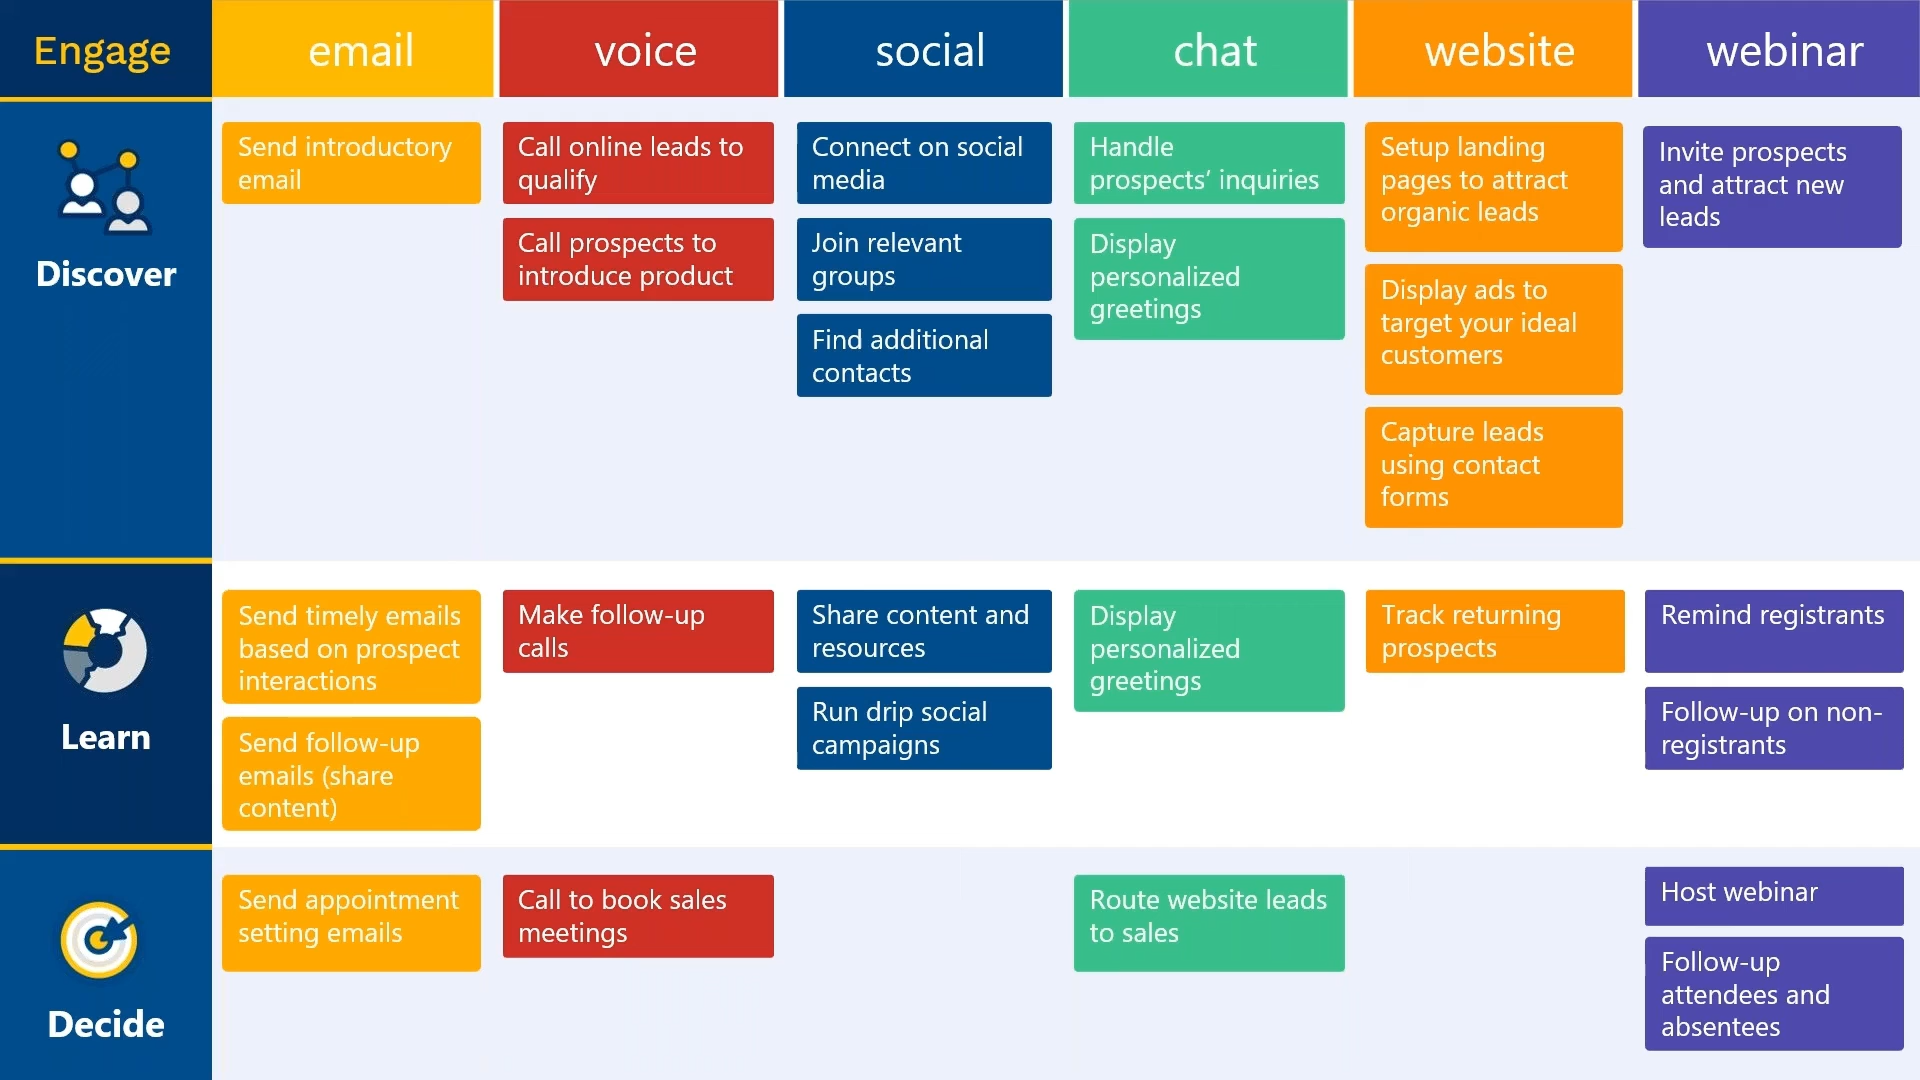 Engage
email
voice
social
chat
website
webinar
Discover
Send introductory
email
Call online leads to
qualify
Call prospects to
introduce product
Connect on social
media
Join relevant
groups
Find additional
contacts
Handle
prospects’ inquiries
Display
personalized
greetings
Setup landing
pages to attract
organic leads
Display ads to
target your ideal
customers
Capture leads
using contact
forms
Invite prospects
and attract new
leads
Learn
Send timely emails
based on prospect
interactions
Send follow-up
emails (share
content)
Make follow-up
calls
Share content and
resources
Run drip social
campaigns
Display
personalized
greetings
Track returning
prospects
Remind registrants
Follow-up on non-
registrants
Decide
Send appointment
setting emails
Call to book sales
meetings
Route website leads
to sales
Host webinar
Follow-up
attendees and
absentees